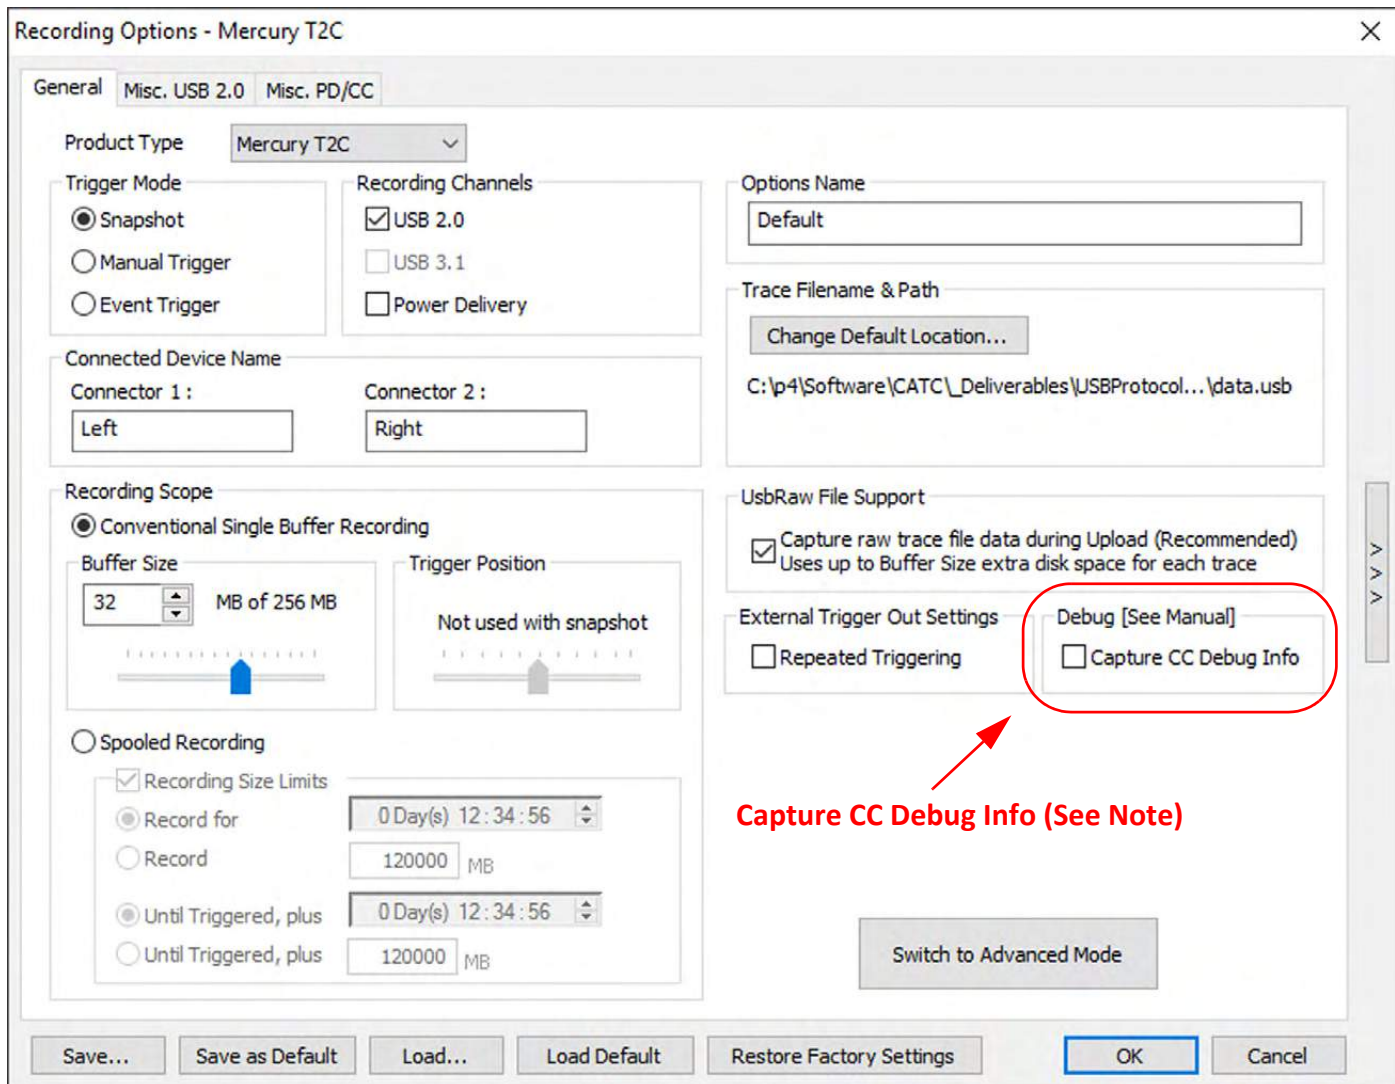 Recording Options - Mercury T2C
General Misc. USB 2.0 Misc. PD/CC
Product Type Mercury T2C
Trigger Mode
Snapshot
Manual Trigger
Event Trigger
Recording Channels
USB 2.0
USB 3.1
Power Delivery
Connected Device Name
Connector 1 : Connector 2 :
Left Right
Recording Scope
Conventional Single Buffer Recording
Buffer Size
32 MB of 256 MB
Trigger Position
Not used with snapshot
Spooled Recording
Recording Size Limits
Record for 0 Day(s) 12 : 34 : 56
Record 120000 MB
Until Triggered, plus 0 Day(s) 12 : 34 : 56
Until Triggered, plus 120000 MB
Options Name
Default
Trace Filename & Path
Change Default Location...
C:\p4\Software\CATC\_Deliverables\USBProtocol...\data.usb
UsbRaw File Support
Capture raw trace file data during Upload (Recommended)
Uses up to Buffer Size extra disk space for each trace
External Trigger Out Settings
Repeated Triggering
Debug [See Manual]
Capture CC Debug Info
Capture CC Debug Info (See Note)
Switch to Advanced Mode
>
>
>
Save... Save as Default Load... Load Default Restore Factory Settings OK Cancel